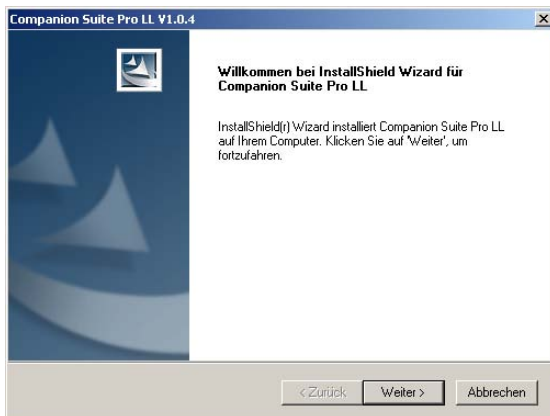 Companion Suite Pro LL V1.0.4
Willkommen bei InstallShield Wizard für
Companion Suite Pro LL
InstallShield(r) Wizard installiert Companion Suite Pro LL
auf Ihrem Computer. Klicken Sie auf 'Weiter', um
fortzufahren.
< Zurück
Weiter >
Abbrechen